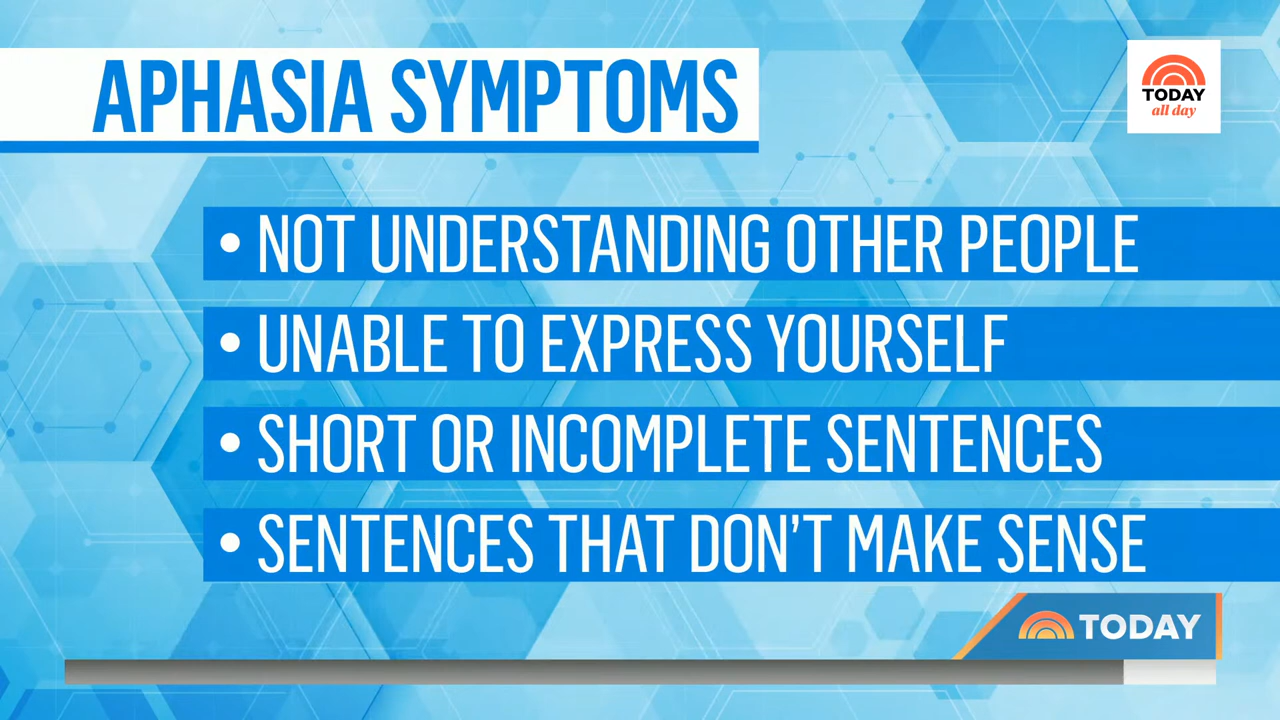 APHASIA SYMPTOMS
TODAY
all day
• NOT UNDERSTANDING OTHER PEOPLE
• UNABLE TO EXPRESS YOURSELF
• SHORT OR INCOMPLETE SENTENCES
• SENTENCES THAT DON'T MAKE SENSE
TODAY